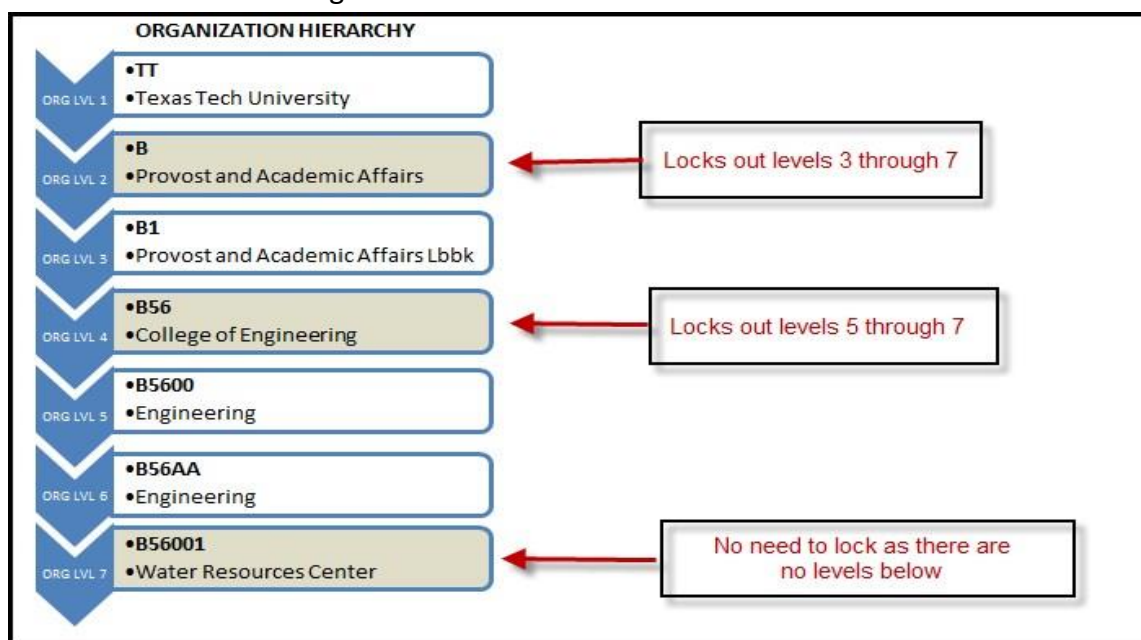 ORGANIZATION HIERARCHY
ORG LVL 1
•TT
•Texas Tech University
ORG LVL 2
•B
•Provost and Academic Affairs
Locks out levels 3 through 7
ORG LVL 3
•B1
•Provost and Academic Affairs Lbbk
ORG LVL 4
•B56
•College of Engineering
Locks out levels 5 through 7
ORG LVL 5
•B5600
•Engineering
ORG LVL 6
•B56AA
•Engineering
ORG LVL 7
•B56001
•Water Resources Center
No need to lock as there are
no levels below